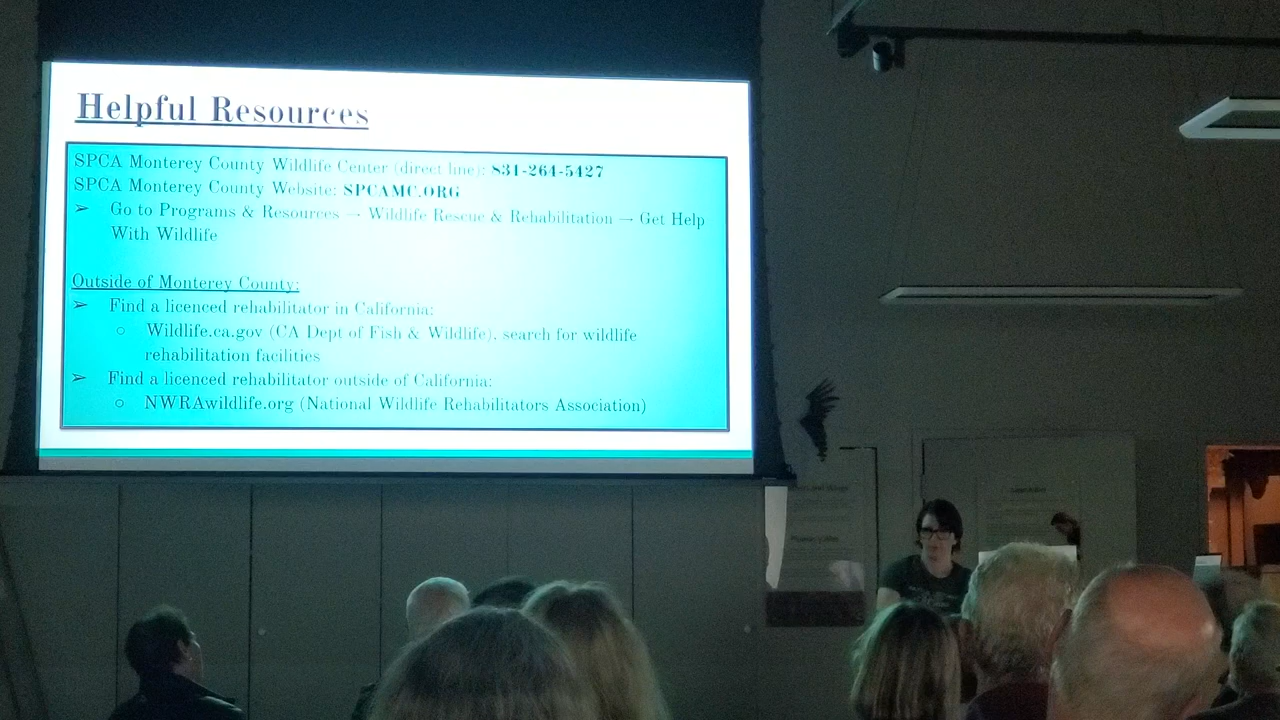 Helpful Resources
SPCA Monterey County Wildlife Center (direct line): 831-264-5427
SPCA Monterey County Website: SPCAMC.ORG
➢ Go to Programs & Resources → Wildlife Rescue & Rehabilitation → Get Help
With Wildlife
Outside of Monterey County:
➢ Find a licenced rehabilitator in California:
○ Wildlife.ca.gov (CA Dept of Fish & Wildlife), search for wildlife
rehabilitation facilities
➢ Find a licenced rehabilitator outside of California:
○ NWRAwildlife.org (National Wildlife Rehabilitators Association)